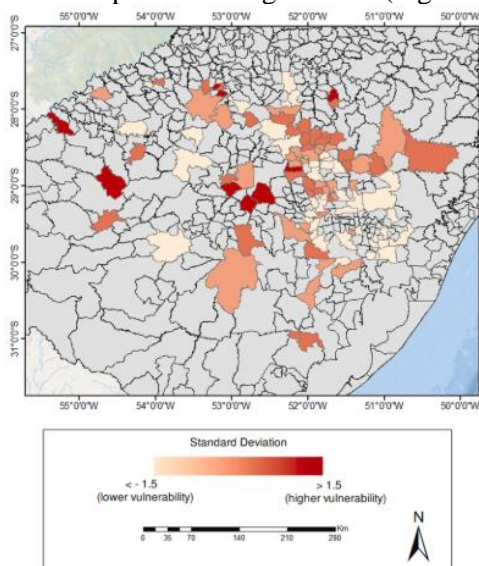 55°0'0"W 54°0'0"W 53°0'0"W 52°0'0"W 51°0'0"W 50°0'0"W
27°0'0"S
28°0'0"S
29°0'0"S
30°0'0"S
31°0'0"S
55°0'0"W 54°0'0"W 53°0'0"W 52°0'0"W 51°0'0"W 50°0'0"W
Standard Deviation
< - 1.5 > 1.5
(lower vulnerability) (higher vulnerability)
N
Km
0 35 70 140 210 280